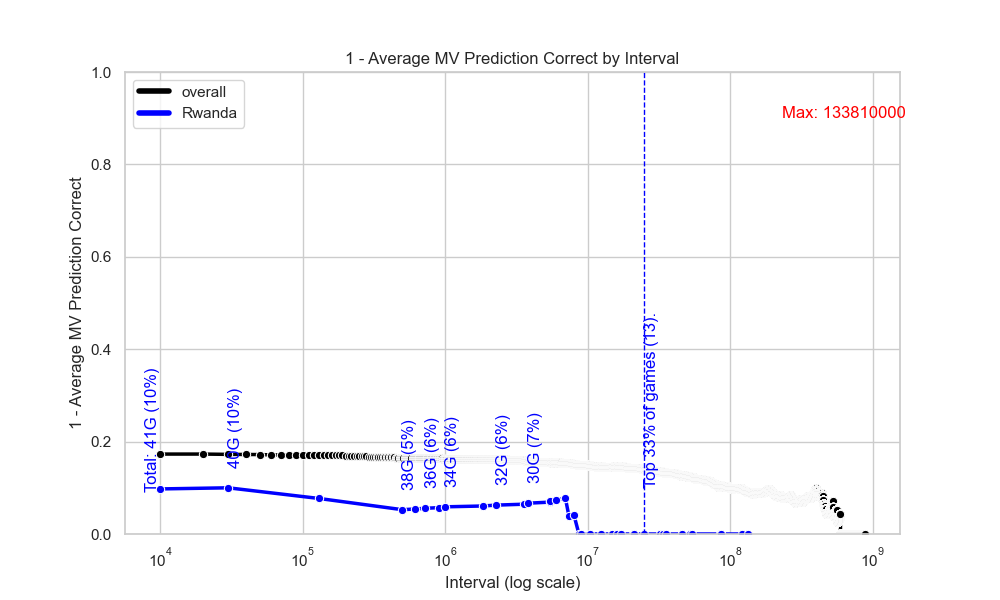 1 - Average MV Prediction Correct by Interval
overall
Rwanda
Max: 133810000
1 - Average MV Prediction Correct
1.0
0.8
0.6
0.4
0.2
0.0
Total: 41G (10%)
40G (10%)
38G (5%)
36G (6%)
34G (6%)
32G (6%)
30G (7%)
Top 33% of games (13).
10^4
10^5
10^6
10^7
10^8
10^9
Interval (log scale)